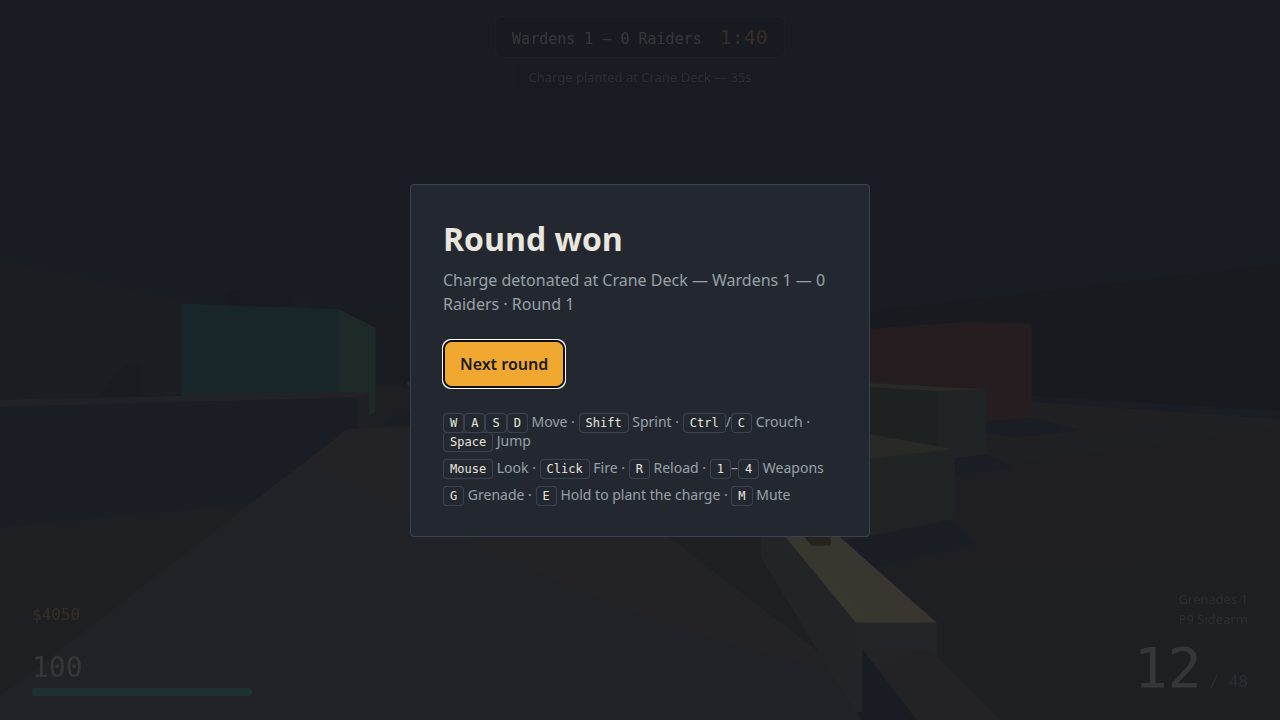 Wardens 1 — 0 Raiders 1:40
Charge planted at Crane Deck — 35s
Round won
Charge detonated at Crane Deck — Wardens 1 — 0
Raiders · Round 1
Next round
W A S D Move · Shift Sprint · Ctrl/C Crouch ·
Space Jump
Mouse Look · Click Fire · R Reload · 1–4 Weapons
G Grenade · E Hold to plant the charge · M Mute
$4050
100
Grenades 1
P9 Sidearm
12 / 48